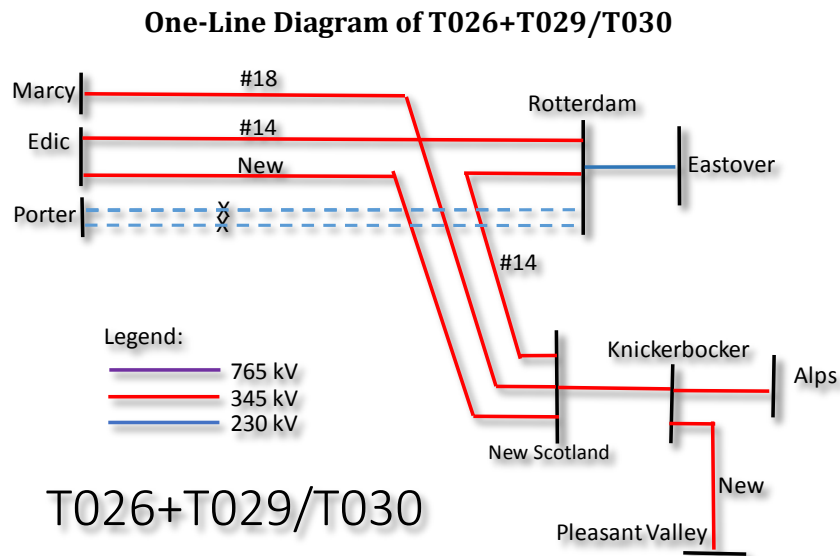 One-Line Diagram of T026+T029/T030
#18
Marcy
Rotterdam
#14
Edic
New
Eastover
Porter
X
X
X
#14
Legend:
Knickerbocker
765 kV
Alps
345 kV
230 kV
New Scotland
New
T026+T029/T030
Pleasant Valley